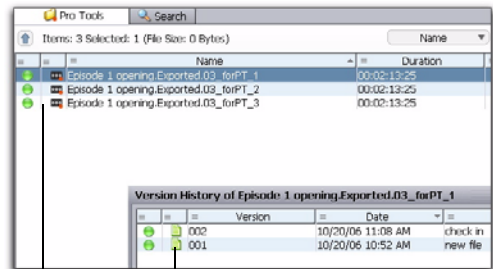 Pro Tools Search
Items: 3 Selected: 1 (File Size: 0 Bytes) Name
Name Duration
Episode 1 opening.Exported.03_forPT_1 00:02:13:25
Episode 1 opening.Exported.03_forPT_2 00:02:13:25
Episode 1 opening.Exported.03_forPT_3 00:02:13:25
Version History of Episode 1 opening.Exported.03_forPT_1
Version Date
002 10/20/06 11:08 AM check in
001 10/20/06 10:52 AM new file